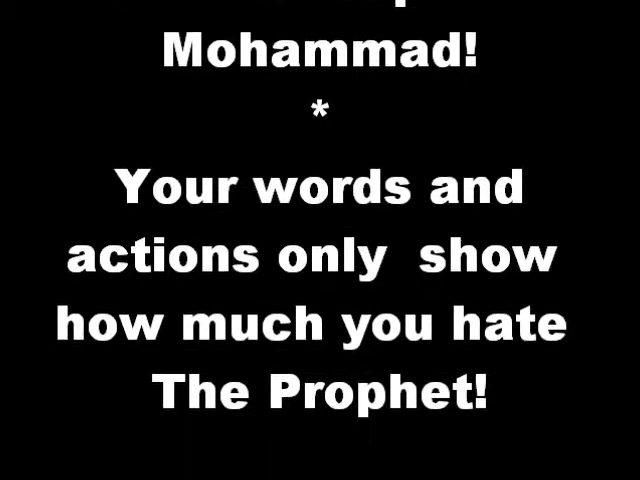 Mohammad!
*
Your words and
actions only show
how much you hate
The Prophet!